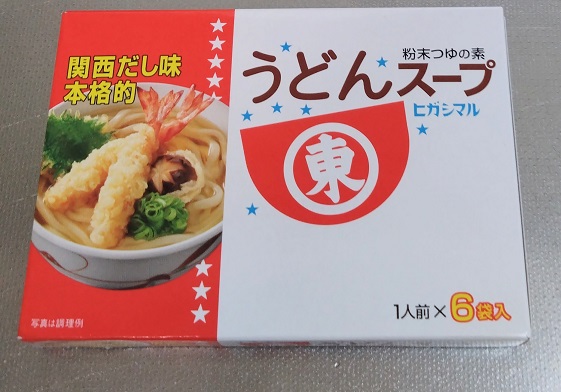 関西だし味
本格的
粉末つゆの素
うどんスープ
ヒガシマル
東
1人前×6袋入
写真は調理例